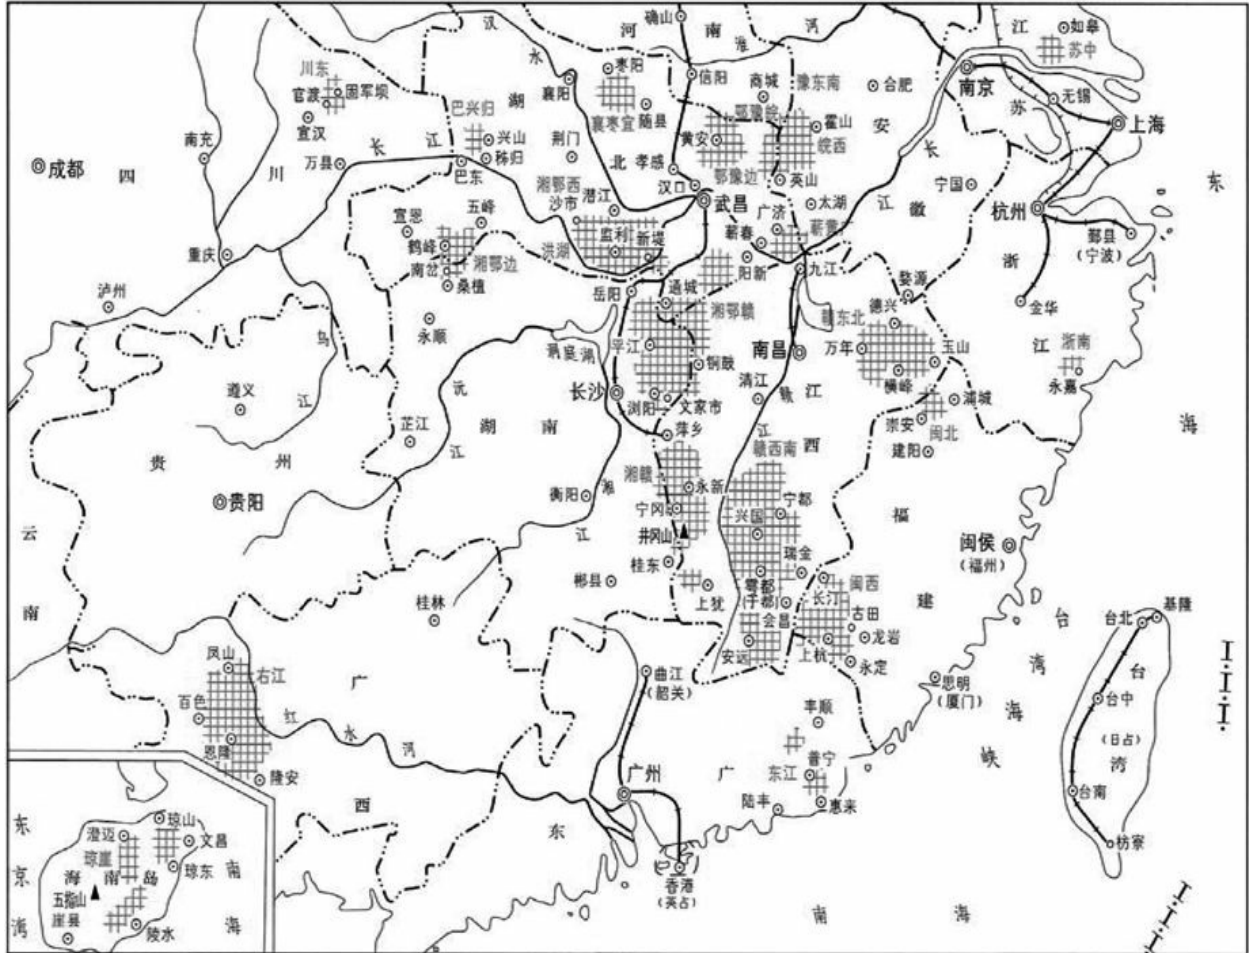 确山
汉水
河南
淮河
江苏
如皋
苏中
川东
官渡
固军坝
宣汉
枣阳
信阳
商城
豫东南
合肥
南京
无锡
上海
襄阳
湖北
襄枣宜
随县
黄安
鄂豫皖
霍山
皖西
安徽
长江
南充
巴兴归
兴山
秭归
荆门
孝感
汉口
鄂豫边
英山
太湖
宁国
杭州
鄞县
(宁波)
东海
成都
四川
长江
万县
巴东
湘鄂西
沙市
潜江
武昌
广济
蕲黄广
蕲春
阳新
九江
宣恩
五峰
鹤峰
南岔
湘鄂边
桑植
洪湖
监利
新堤
重庆
泸州
永顺
岳阳
通城
湘鄂赣
婺源
赣东北
德兴
浙江
金华
浙南
永嘉
乌江
洞庭湖
平江
铜鼓
南昌
万年
玉山
横峰
浦城
遵义
沅江
长沙
浏阳
文家市
清江
赣江
江西
崇安
闽北
建阳
芷江
湖南
萍乡
赣西南
贵州
贵阳
湘赣
永新
宁冈
井冈山
衡阳
湘江
兴国
宁都
瑞金
福建
闽侯
(福州)
云南
桂东
郴县
上犹
雩都
(于都)
会昌
长汀
闽西
古田
龙岩
上杭
永定
安远
桂林
台湾海峡
台北
基隆
台中
(日占)
台湾
台南
枋寮
凤山
右江
百色
恩隆
隆安
红水河
广西
曲江
(韶关)
思明
(厦门)
丰顺
普宁
东江
惠来
陆丰
广州
广东
香港
(英占)
南海
东京湾
琼山
澄迈
文昌
琼崖
琼东
海南岛
五指山
崖县
陵水
南海